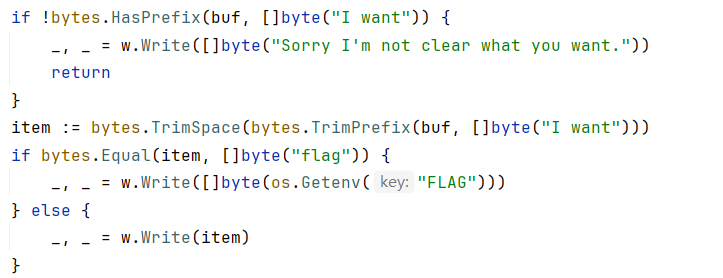 if !bytes.HasPrefix(buf, []byte("I want")) {
    _, _ = w.Write([]byte("Sorry I'm not clear what you want."))
    return
}
item := bytes.TrimSpace(bytes.TrimPrefix(buf, []byte("I want")))
if bytes.Equal(item, []byte("flag")) {
    _, _ = w.Write([]byte(os.Getenv( key: "FLAG")))
} else {
    _, _ = w.Write(item)
}